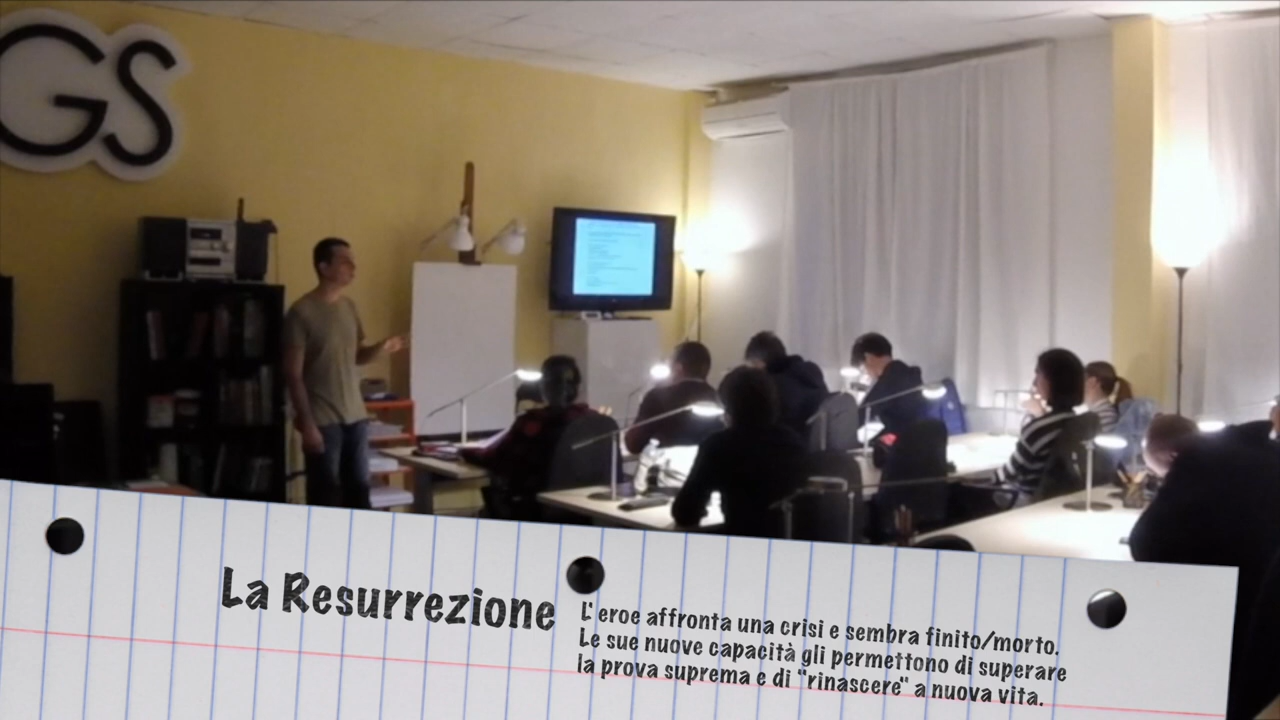 GS
La Resurrezione
L'eroe affronta una crisi e sembra finito/morto.
Le sue nuove capacità gli permettono di superare
la prova suprema e di "rinascere" a nuova vita.